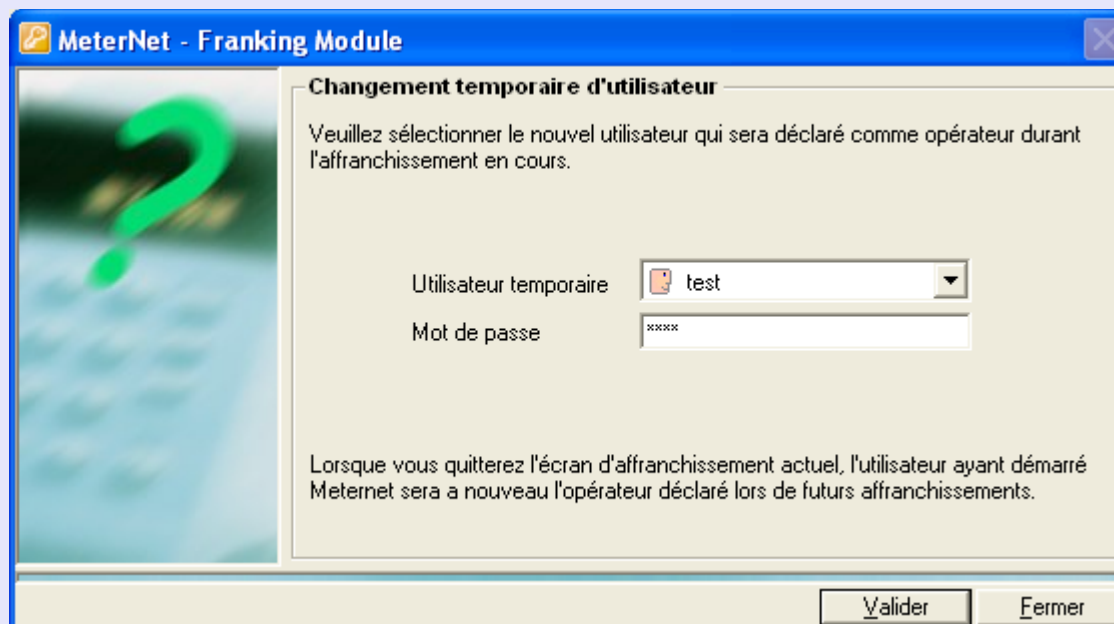 MeterNet - Franking Module
Changement temporaire d'utilisateur
Veuillez sélectionner le nouvel utilisateur qui sera déclaré comme opérateur durant
l'affranchissement en cours.
Utilisateur temporaire test
Mot de passe ****
Lorsque vous quitterez l'écran d'affranchissement actuel, l'utilisateur ayant démarré
Meternet sera a nouveau l'opérateur déclaré lors de futurs affranchissements.
Valider Fermer